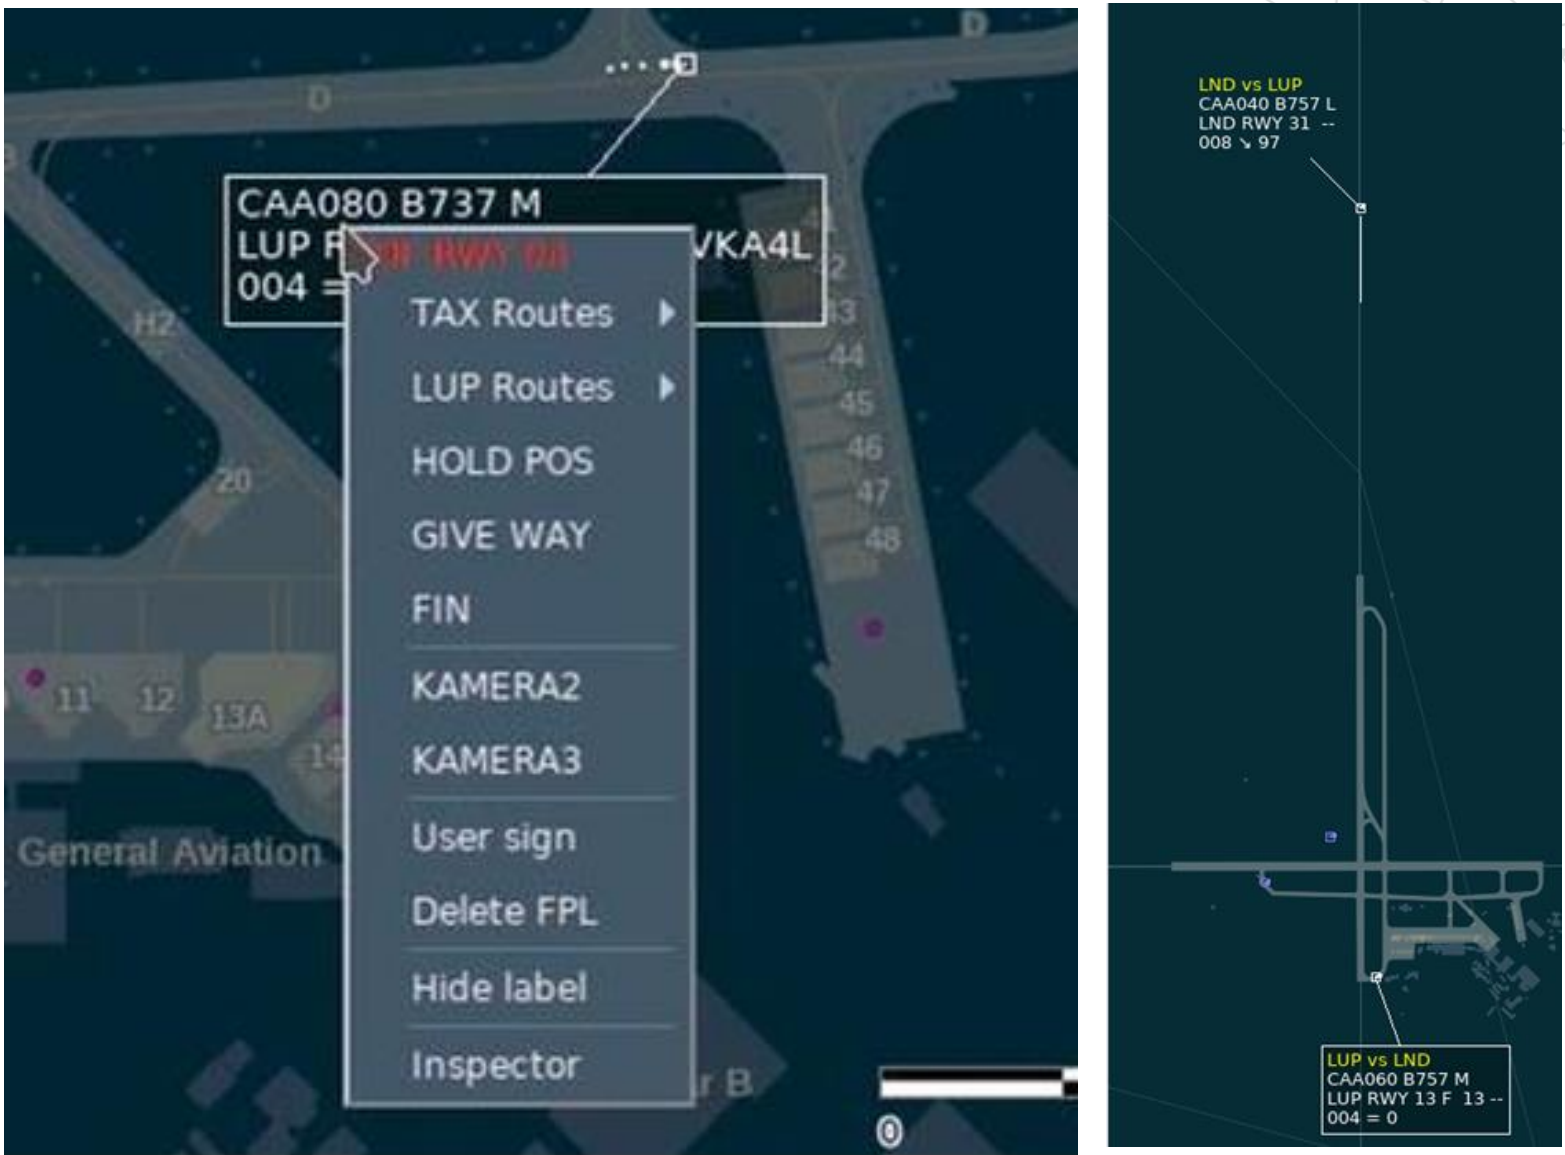 D
D
CAA080 B737 M
LUP R
VKA4L
004 =
RWY
TAX Routes
LUP Routes
HOLD POS
GIVE WAY
FIN
KAMERA2
KAMERA3
User sign
Delete FPL
Hide label
Inspector
H2
20
42
43
44
45
46
47
48
11
12
13A
14
General Aviation
r B
0
LND vs LUP
CAA040 B757 L
LND RWY 31 --
008 ↘ 97
LUP vs LND
CAA060 B757 M
LUP RWY 13 F 13 --
004 = 0